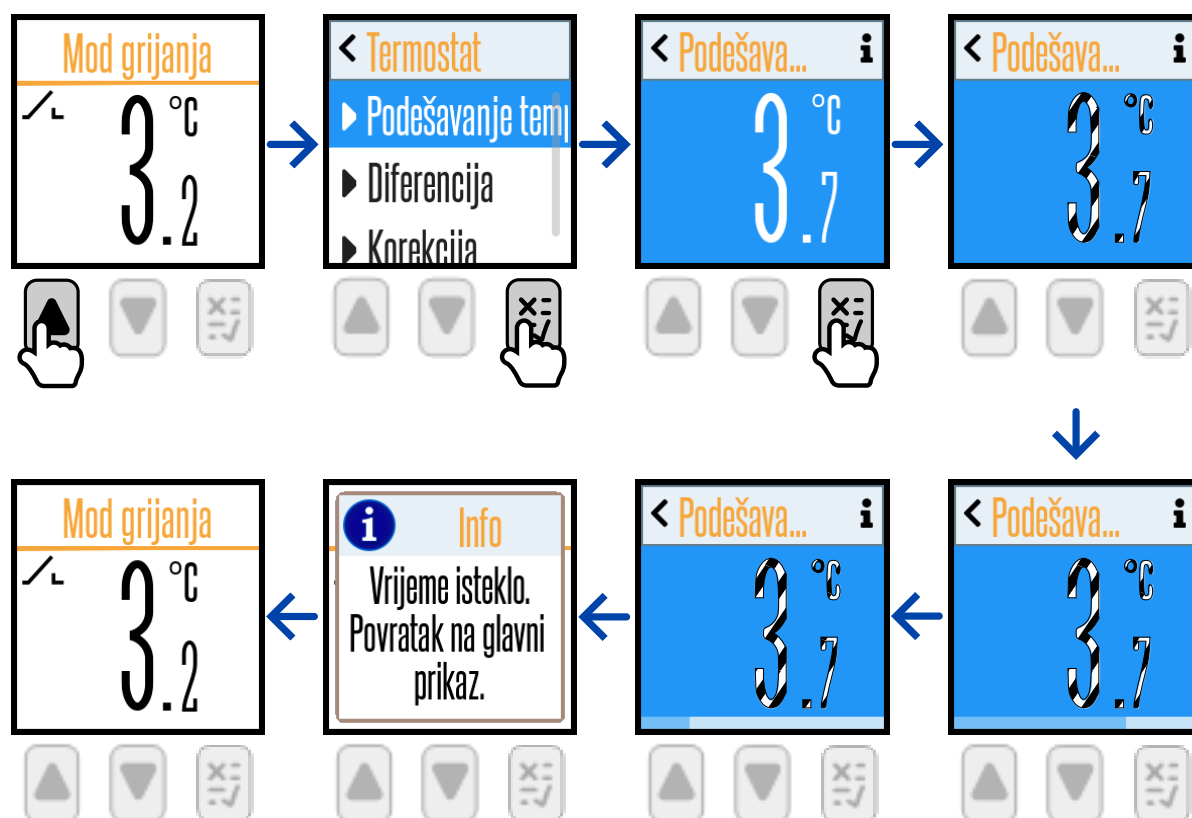 Mod grijanja
3.2 °C
Termostat
Podešavanje temp
Diferencija
Korekcija
Podešava...
3.7 °C
Podešava...
3.7 °C
Podešava...
3.7 °C
Podešava...
3.7 °C
Info
Vrijeme isteklo.
Povratak na glavni
prikaz.
Mod grijanja
3.2 °C